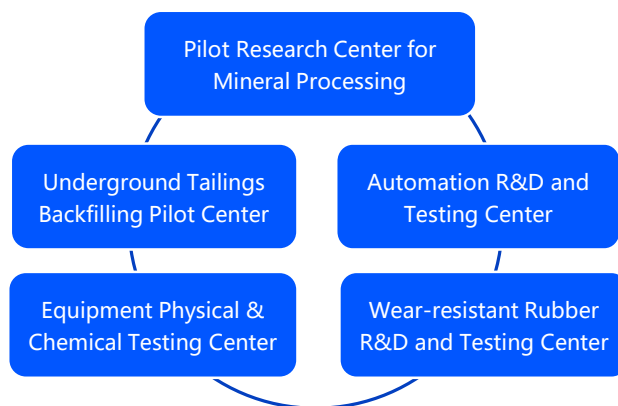 Pilot Research Center for
Mineral Processing
Underground Tailings
Backfilling Pilot Center
Automation R&D and
Testing Center
Equipment Physical &
Chemical Testing Center
Wear-resistant Rubber
R&D and Testing Center